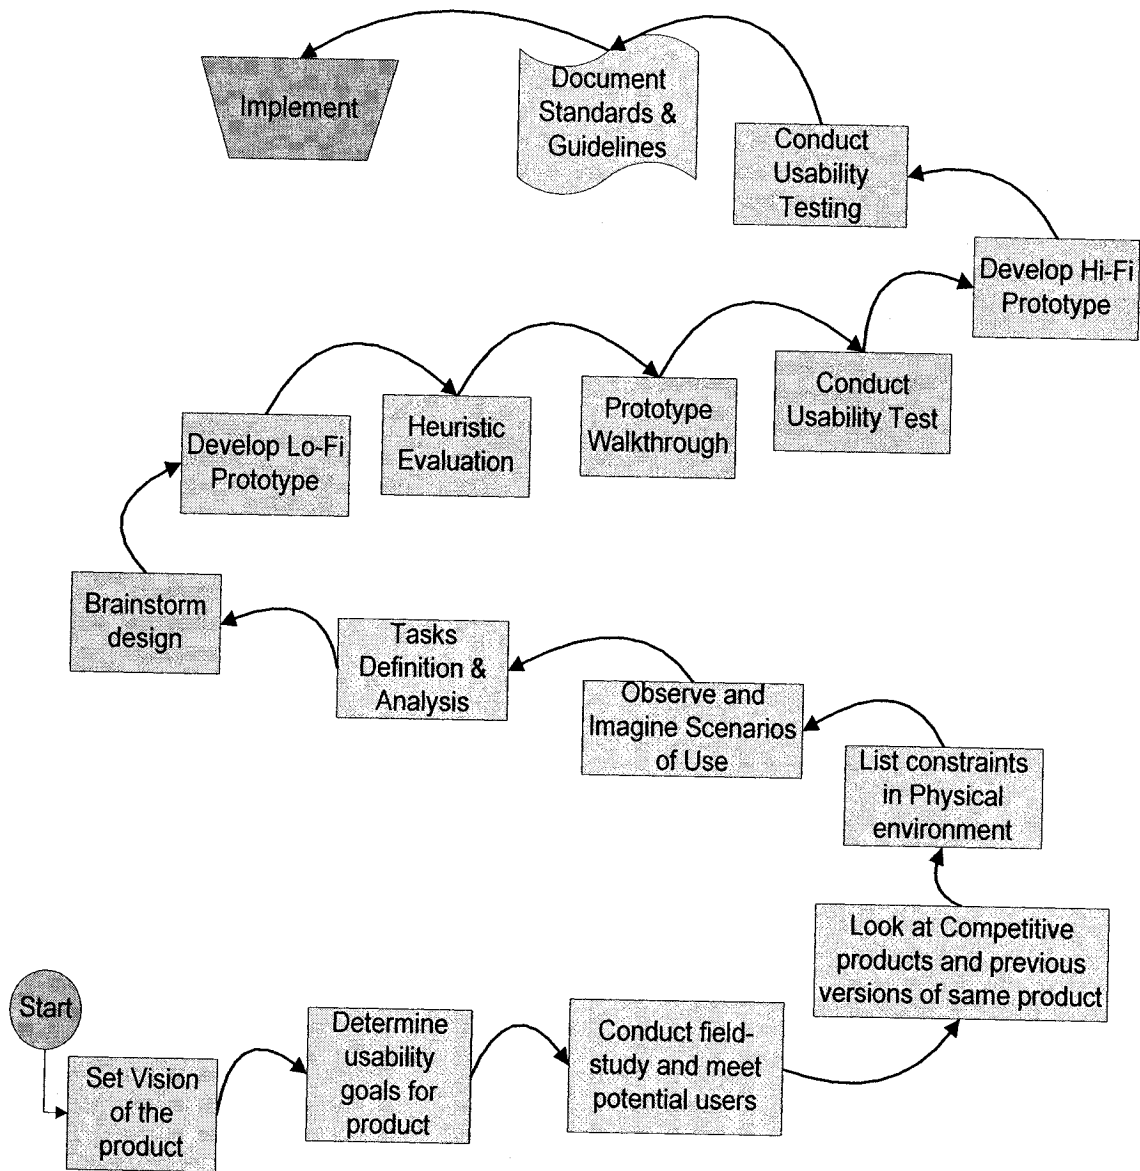 Implement
Document
Standards &
Guidelines
Conduct
Usability
Testing
Develop Hi-Fi
Prototype
Conduct
Usability Test
Prototype
Walkthrough
Heuristic
Evaluation
Develop Lo-Fi
Prototype
Brainstorm
design
Tasks
Definition &
Analysis
Observe and
Imagine Scenarios
of Use
List constraints
in Physical
environment
Look at Competitive
products and previous
versions of same product
Start
Set Vision
of the
product
Determine
usability
goals for
product
Conduct field-
study and meet
potential users